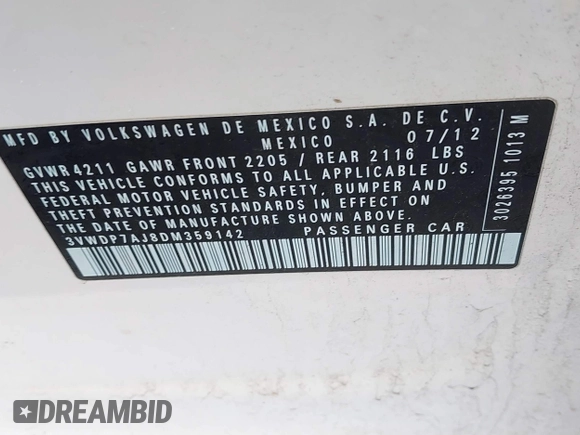 MFD BY VOLKSWAGEN DE MEXICO S.A. DE C.V.
MEXICO 07/12
GVWR 4211 GAWR FRONT 2205 / REAR 2116 LBS
THIS VEHICLE CONFORMS TO ALL APPLICABLE U.S.
FEDERAL MOTOR VEHICLE SAFETY, BUMPER AND
THEFT PREVENTION STANDARDS IN EFFECT ON
THE DATE OF MANUFACTURE SHOWN ABOVE.
3VWDP7AJ8DM359142 PASSENGER CAR
3026395 1013 M
DREAMBID